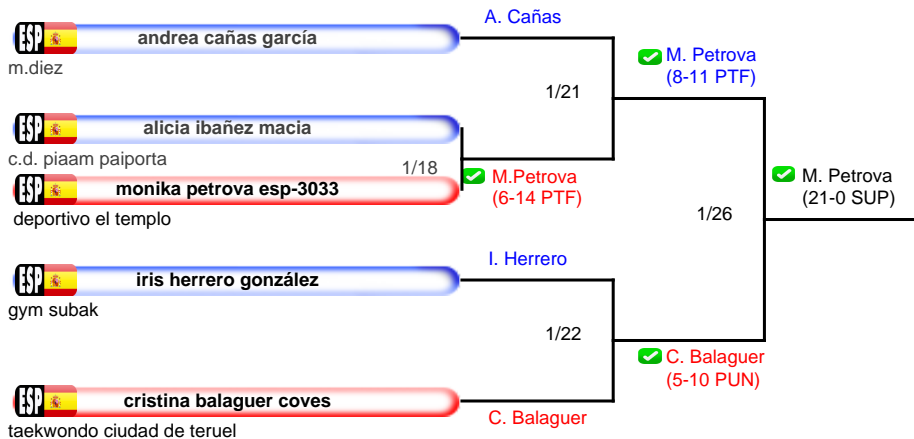 A. Cañas
ESP andrea cañas garcía
m.diez
M. Petrova
(8-11 PTF)
1/21
ESP alicia ibañez macia
c.d. piaam paiporta
1/18
ESP monika petrova esp-3033
deportivo el templo
M.Petrova
(6-14 PTF)
M. Petrova
(21-0 SUP)
1/26
I. Herrero
ESP iris herrero gonzález
gym subak
1/22
C. Balaguer
(5-10 PUN)
ESP cristina balaguer coves
taekwondo ciudad de teruel
C. Balaguer